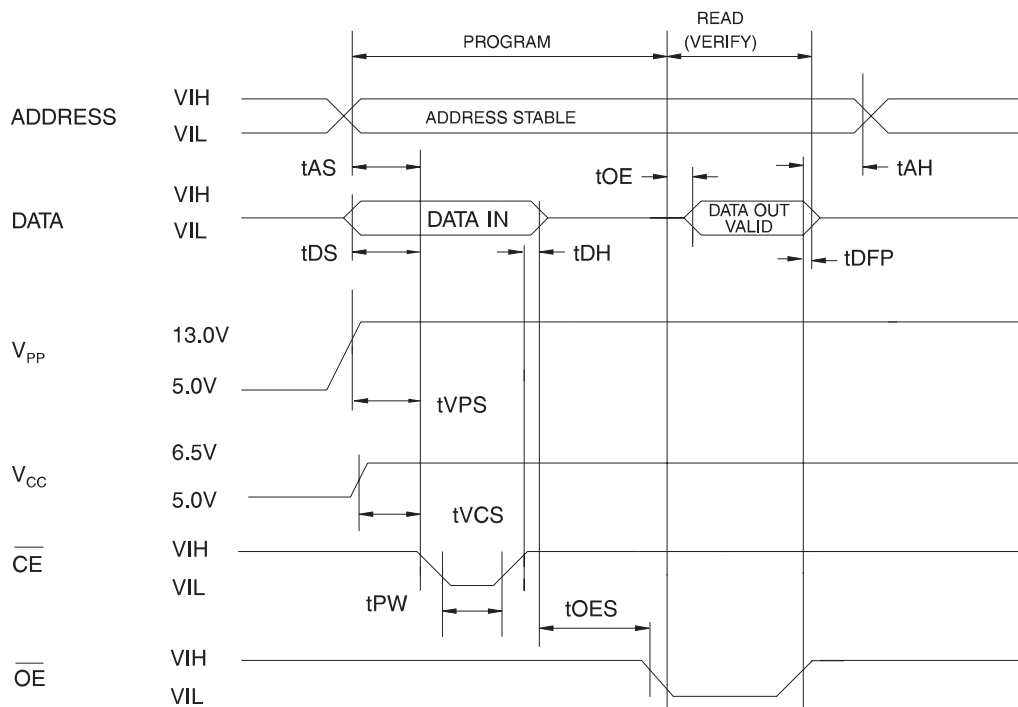 READ
PROGRAM (VERIFY)
ADDRESS VIH
VIL
ADDRESS STABLE
tAS tOE tAH
DATA VIH
VIL
DATA IN
DATA OUT
VALID
tDS tDH tDFP
VPP 13.0V
5.0V
tVPS
VCC 6.5V
5.0V
tVCS
CE VIH
VIL
tPW tOES
OE VIH
VIL